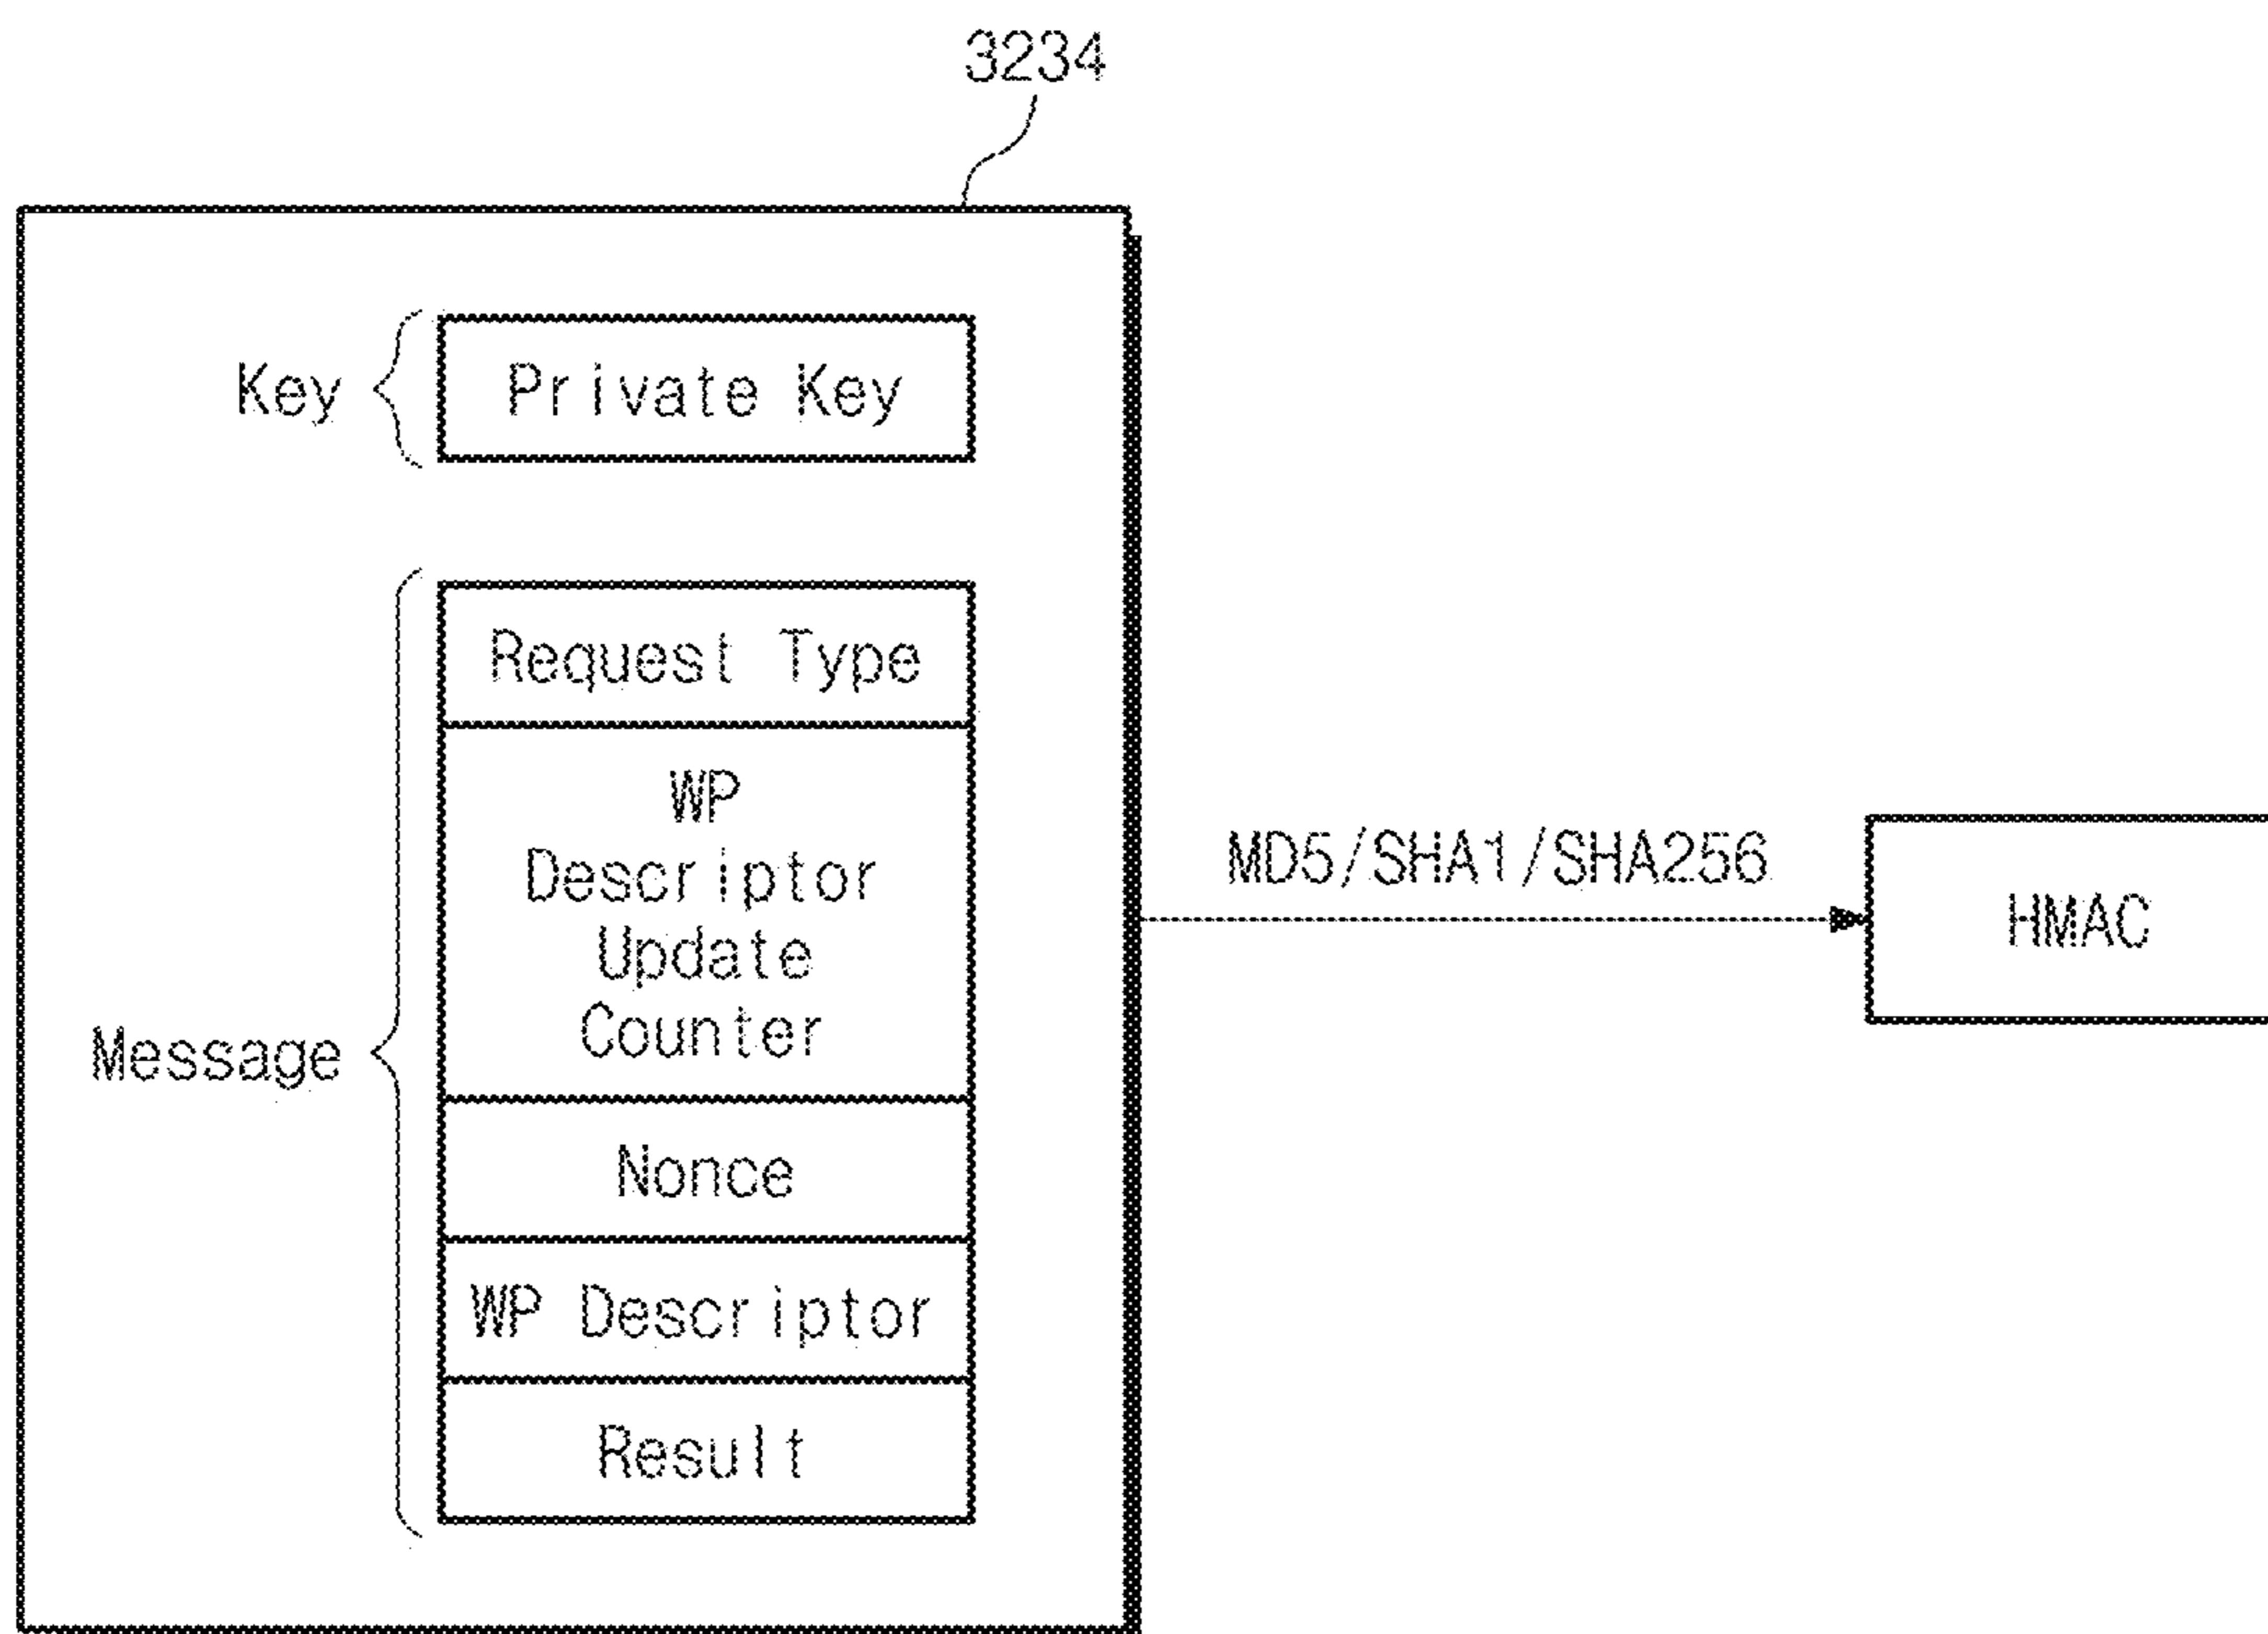 3234
Key
Private Key
Message
Request Type
WP
Descriptor
Update
Counter
Nonce
WP Descriptor
Result
MD5/SHA1/SHA256
HMAC